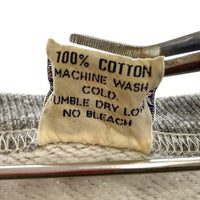 100% COTTON
MACHINE WASH
COLD,
UMBLE DRY LO
NO BLEACH